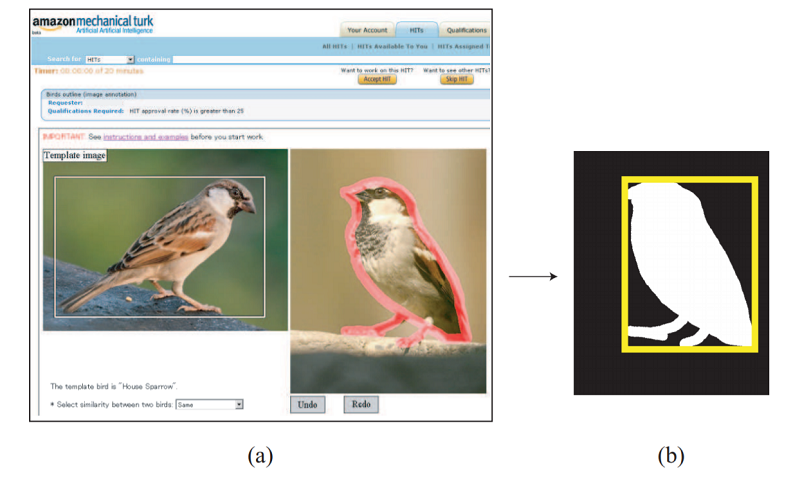 amazonmechanical turk
beta
Artificial Artificial Intelligence
Your Account
HITs
Qualifications
All HITs | HITs Available To You | HITs Assigned T
Search for HITs containing
Timer: 00:00:00 of 20 minutes
Want to work on this HIT?
Want to see other HITs?
Accept HIT
Skip HIT
Birds outline (image annotation)
Requester:
Qualifications Required: HIT approval rate (%) is greater than 25
IMPORTANT: See instructions and examples before you start work.
Template image
The template bird is "House Sparrow".
* Select similarity between two birds: Same
Undo
Redo
(a)
(b)